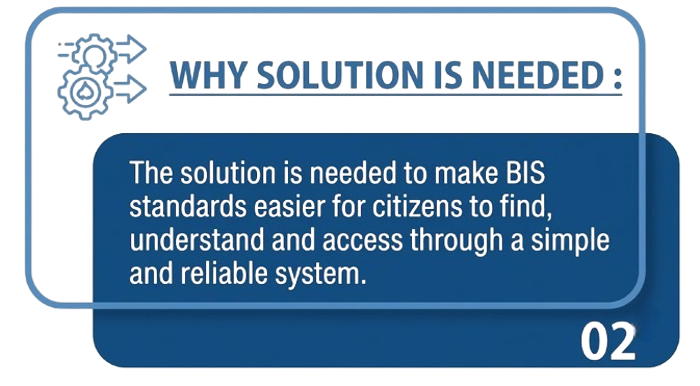 WHY SOLUTION IS NEEDED :
The solution is needed to make BIS
standards easier for citizens to find,
understand and access through a simple
and reliable system.
02